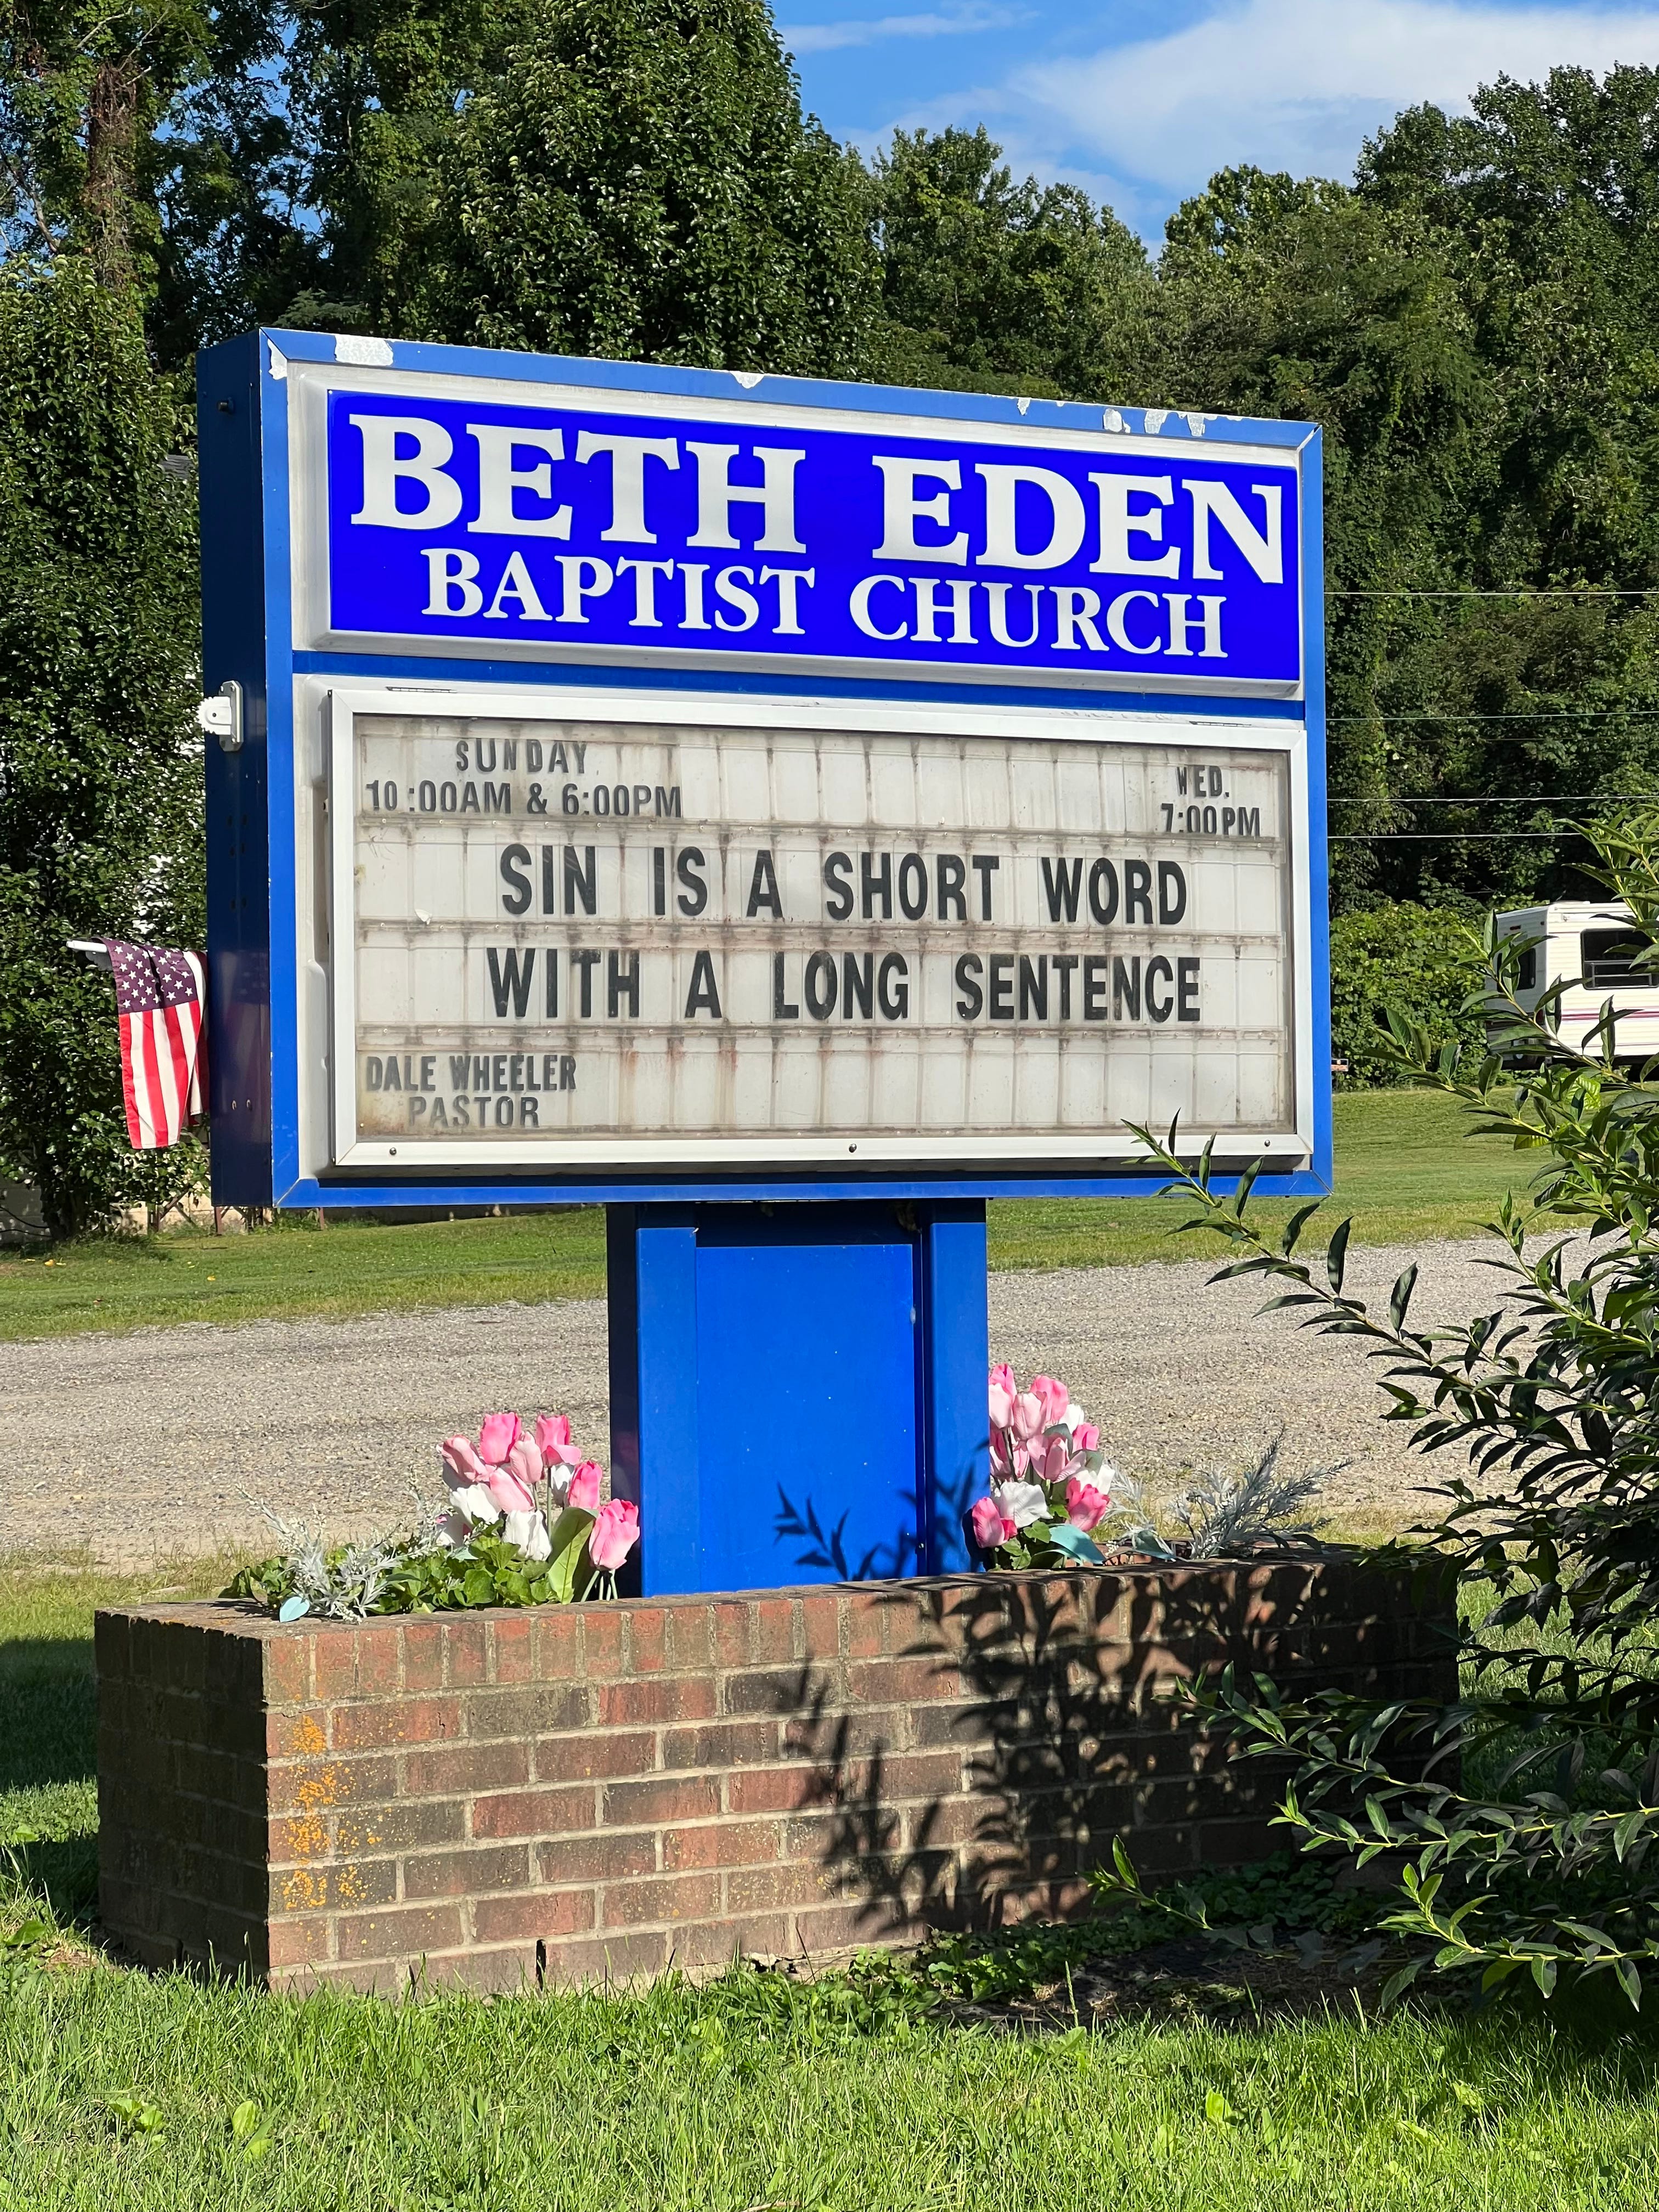 BETH EDEN
BAPTIST CHURCH
SUNDAY
10:00AM & 6:00PM
WED.
7:00PM
SIN IS A SHORT WORD
WITH A LONG SENTENCE
DALE WHEELER
PASTOR